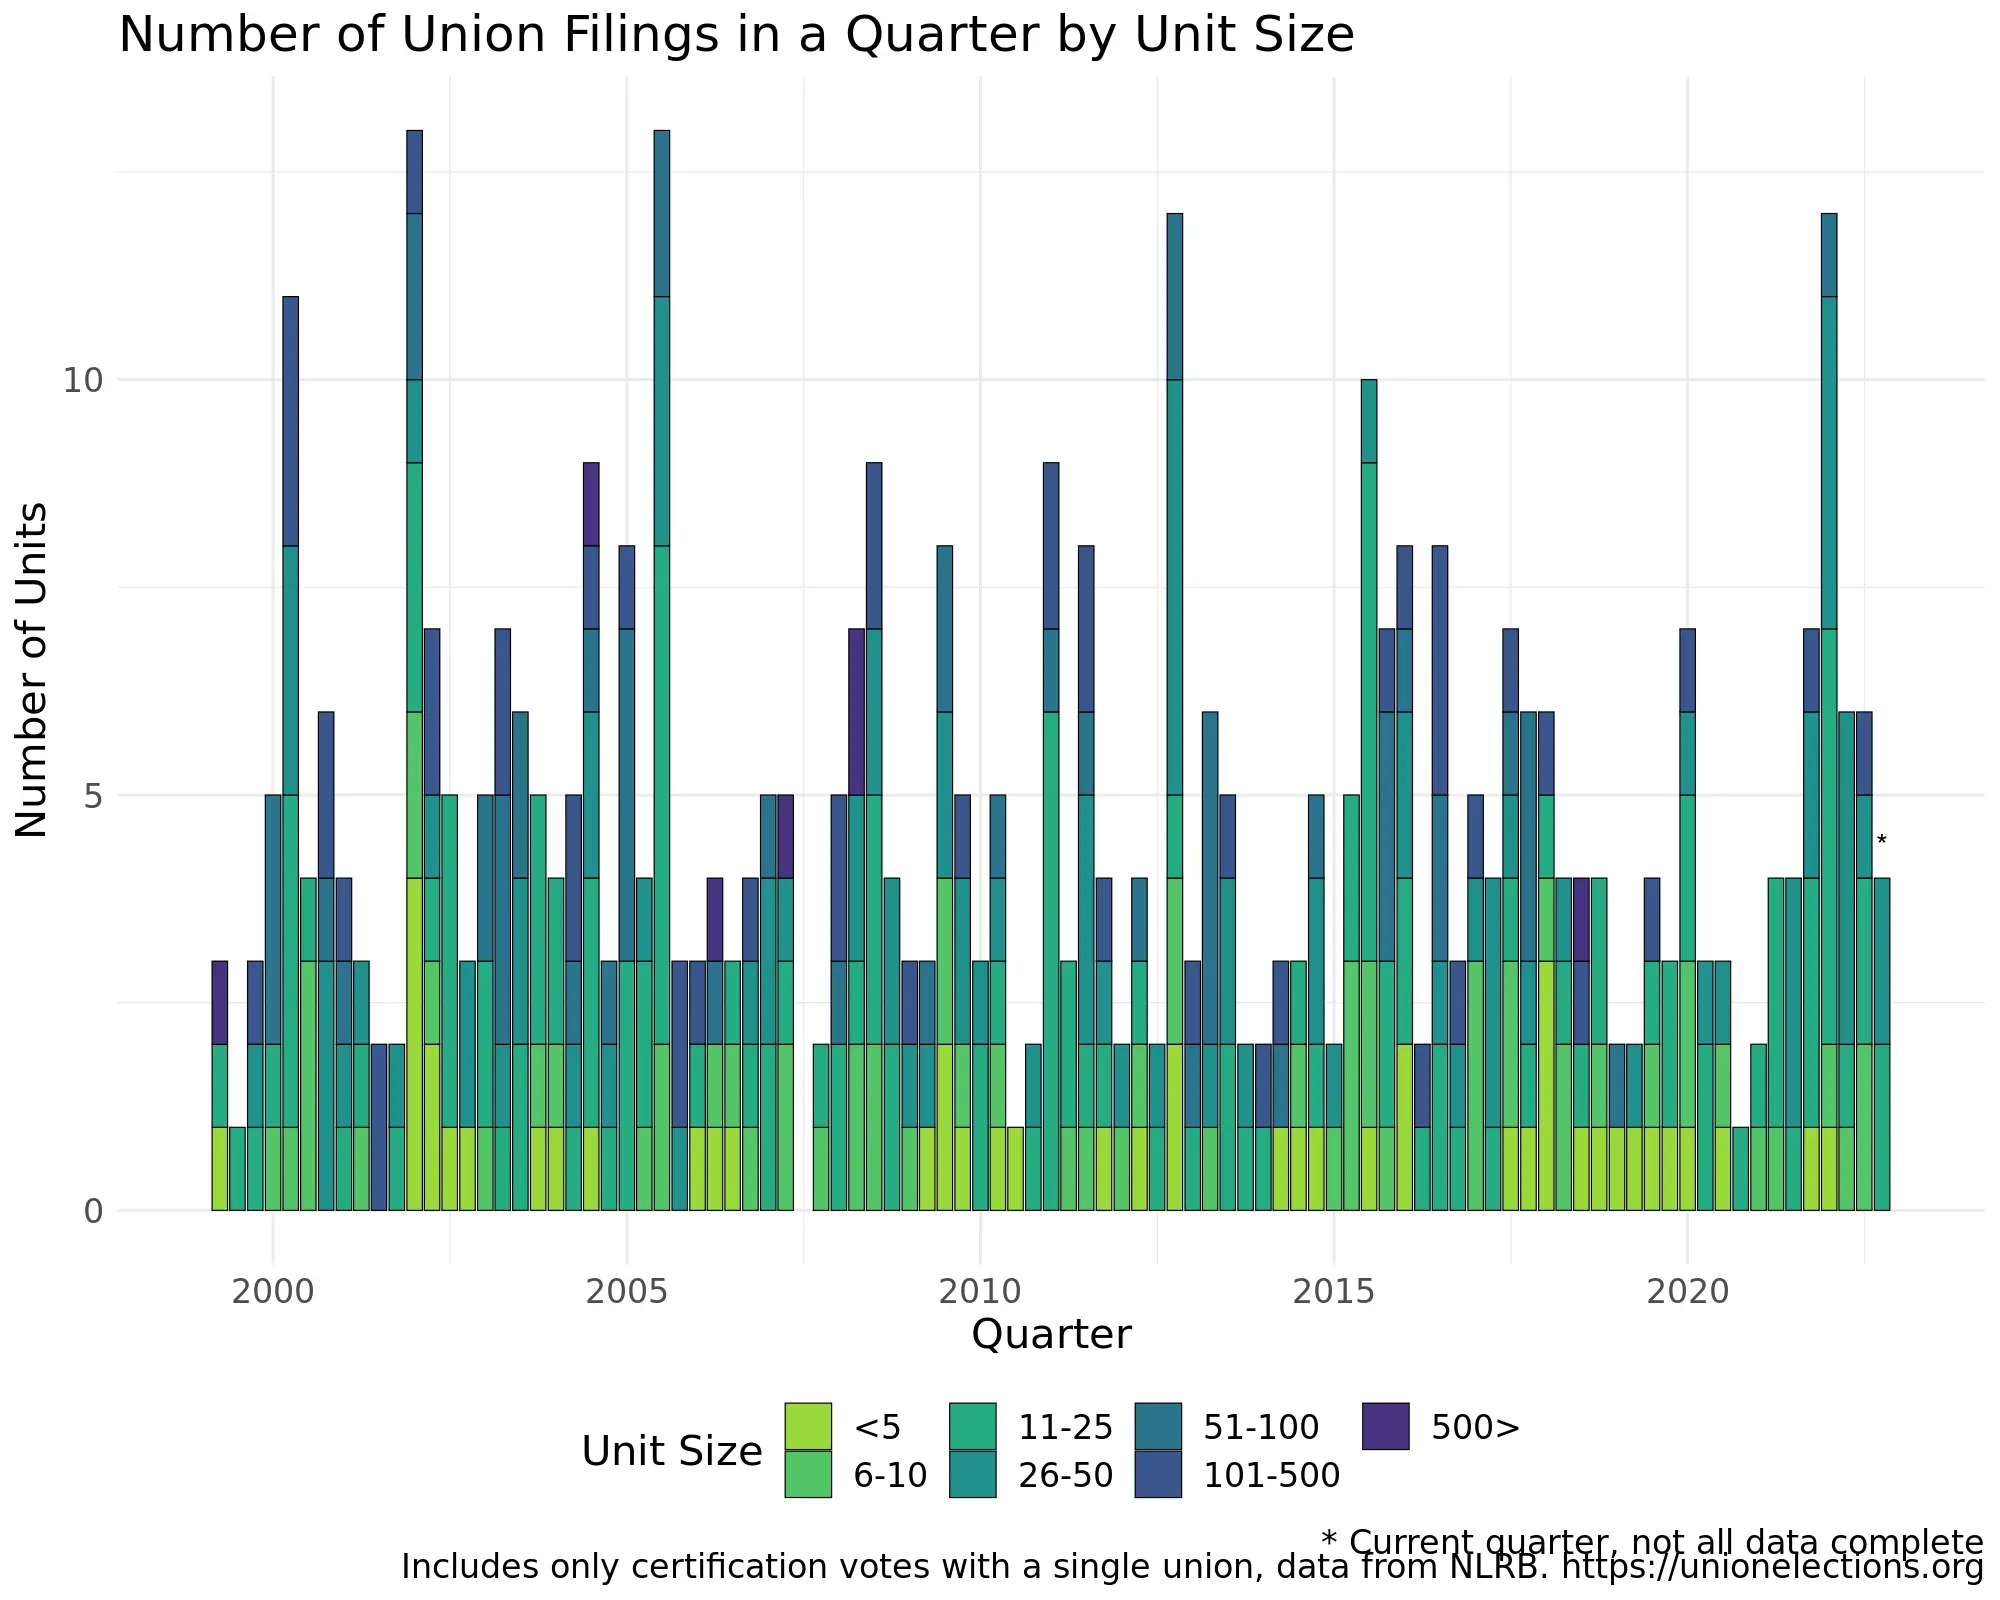 Number of Union Filings in a Quarter by Unit Size
Number of Units
10
5
0
*
2000 2005 2010 2015 2020
Quarter
Unit Size
<5 11-25 51-100 500>
6-10 26-50 101-500
* Current quarter, not all data complete
Includes only certification votes with a single union, data from NLRB. https://unionelections.org